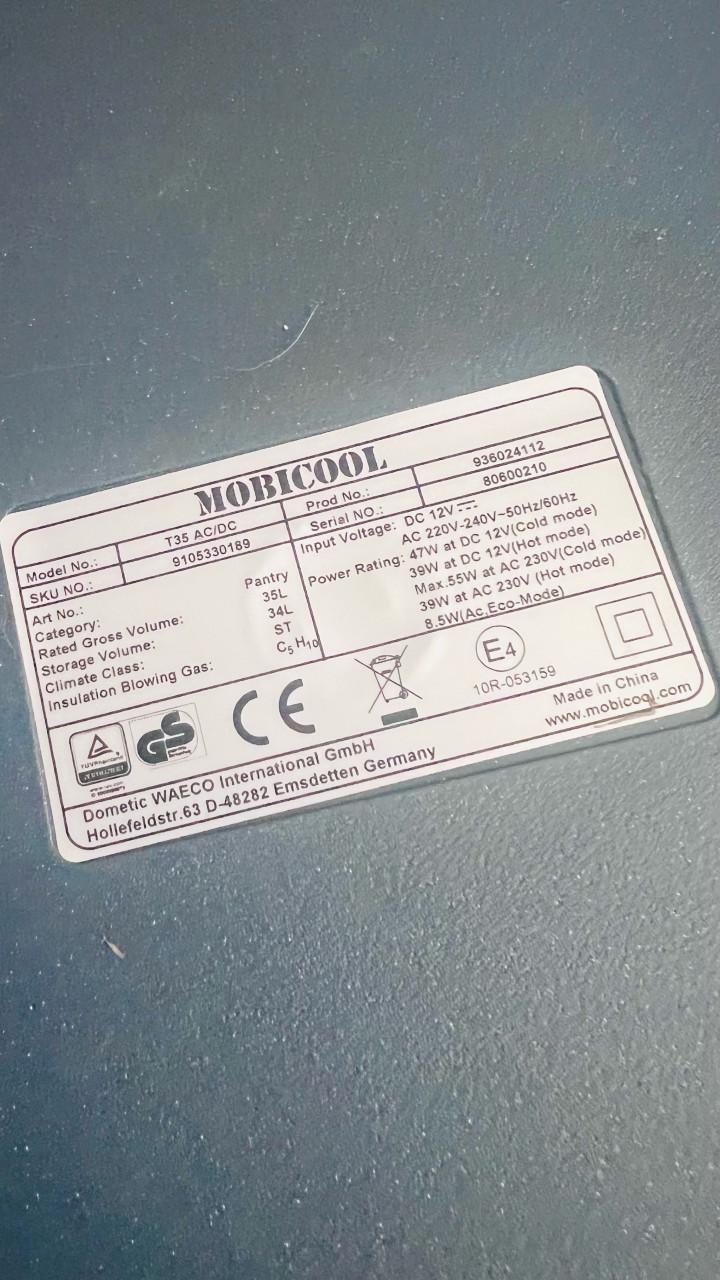 MOBICOOL
Model No.: T35 AC/DC Prod No.: 936024112
SKU NO.: 9105330189 Serial NO.: 80600210
Art No.:
Category: Pantry
Rated Gross Volume: 35L
Storage Volume: 34L
Climate Class: ST
Insulation Blowing Gas: C5 H10
Input Voltage: DC 12V
AC 220V-240V~50Hz/60Hz
Power Rating: 47W at DC 12V(Cold mode)
39W at DC 12V(Hot mode)
Max.55W at AC 230V(Cold mode)
39W at AC 230V (Hot mode)
8.5W(Ac,Eco-Mode)
GS
CE
E4
10R-053159
Made in China
www.mobicool.com
Dometic WAECO International GmbH
Hollefeldstr.63 D-48282 Emsdetten Germany